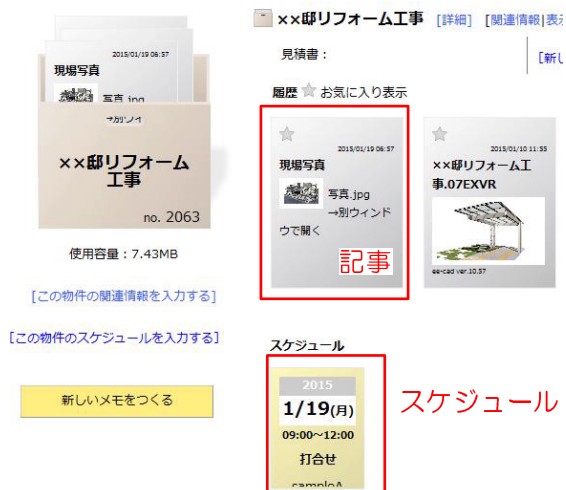 2015/01/19 06:37
現場写真
写真.jpg
→別ウィ
××邸リフォーム
工事
no. 2063
使用容量：7.43MB
[この物件の関連情報を入力する]
[この物件のスケジュールを入力する]
新しいメモをつくる
××邸リフォーム工事 [詳細] [関連情報|表示
見積書：
[新し
履歴 ☆ お気に入り表示
2015/01/19 06:37
現場写真
写真.jpg
→別ウィンド
ウで開く
記事
2015/01/10 11:55
××邸リフォーム工
事.07EXVR
ee-cad ver.10.57
スケジュール
2015
1/19(月)
09:00～12:00
打合せ
sampleA
スケジュール